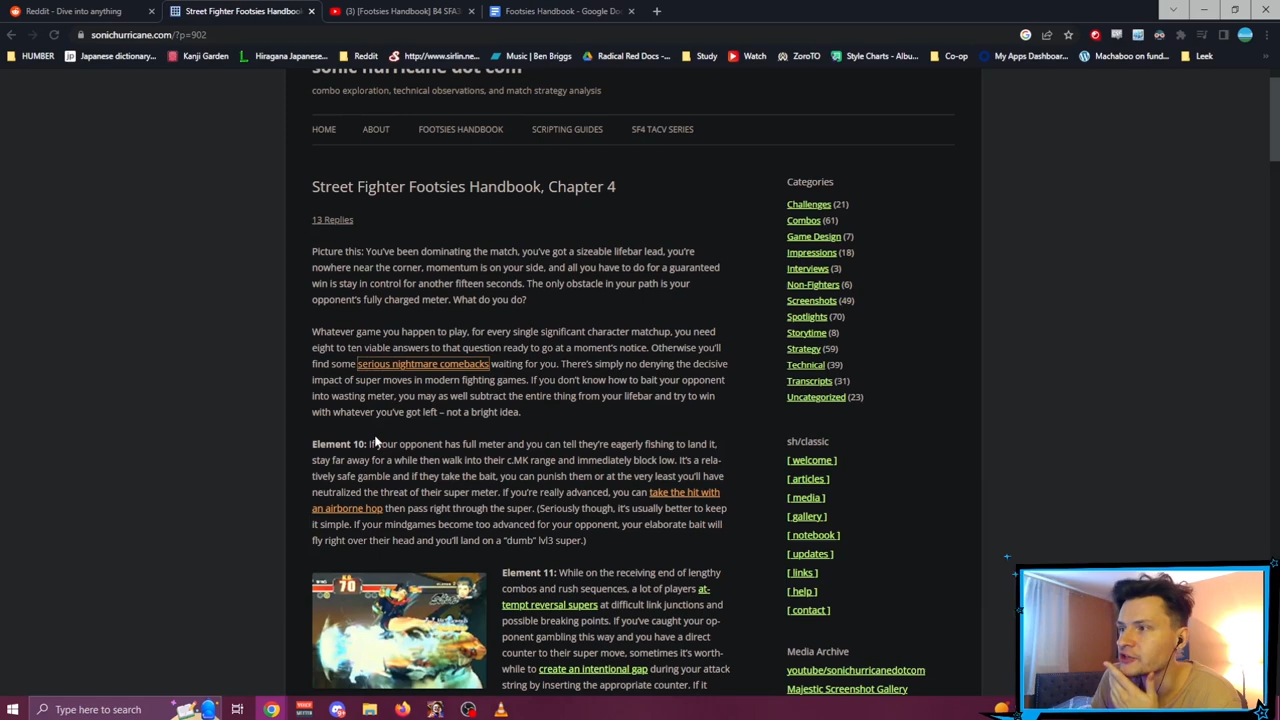 Reddit - Dive into anything
Street Fighter Footsies Handbook
(3) [Footsies Handbook] B4 SFA3
Footsies Handbook - Google Doc
sonichurricane.com/?p=902
HUMBER
Japanese dictionary...
Kanji Garden
Hiragana Japanese l...
Reddit
http://www.sirlin.ne...
Music | Ben Briggs
Radical Red Docs -...
Study
Watch
ZoroTO
Style Charts - Albu...
Co-op
My Apps Dashboar...
Machaboo on fund...
Leek
sonic hurricane dot com
combo exploration, technical observations, and match strategy analysis
HOME
ABOUT
FOOTSIES HANDBOOK
SCRIPTING GUIDES
SF4 TACV SERIES
Street Fighter Footsies Handbook, Chapter 4
13 Replies
Picture this: You've been dominating the match, you've got a sizeable lifebar lead, you're
nowhere near the corner, momentum is on your side, and all you have to do for a guaranteed
win is stay in control for another fifteen seconds. The only obstacle in your path is your
opponent's fully charged meter. What do you do?
Whatever game you happen to play, for every single significant character matchup, you need
eight to ten viable answers to that question ready to go at a moment's notice. Otherwise you'll
find some serious nightmare comebacks waiting for you. There's simply no denying the decisive
impact of super moves in modern fighting games. If you don't know how to bait your opponent
into wasting meter, you may as well subtract the entire thing from your lifebar and try to win
with whatever you've got left – not a bright idea.
Element 10: If your opponent has full meter and you can tell they're eagerly fishing to land it,
stay far away for a while then walk into their c.MK range and immediately block low. It's a rela-
tively safe gamble and if they take the bait, you can punish them or at the very least you'll have
neutralized the threat of their super meter. If you're really advanced, you can take the hit with
an airborne hop then pass right through the super. (Seriously though, it's usually better to keep
it simple. If your mindgames become too advanced for your opponent, your elaborate bait will
fly right over their head and you'll land on a "dumb" lvl3 super.)
70
Element 11: While on the receiving end of lengthy
combos and rush sequences, a lot of players at-
tempt reversal supers at difficult link junctions and
possible breaking points. If you've caught your op-
ponent gambling this way and you have a direct
counter to their super move, sometimes it's worth-
while to create an intentional gap during your attack
string by inserting the appropriate counter. If it
Categories
Challenges (21)
Combos (61)
Game Design (7)
Impressions (18)
Interviews (3)
Non-Fighters (6)
Screenshots (49)
Spotlights (70)
Storytime (8)
Strategy (59)
Technical (39)
Transcripts (31)
Uncategorized (23)
sh/classic
[ welcome ]
[ articles ]
[ media ]
[ gallery ]
[ notebook ]
[ updates ]
[ links ]
[ help ]
[ contact ]
Media Archive
youtube/sonichurricanedotcom
Majestic Screenshot Gallery
Type here to search